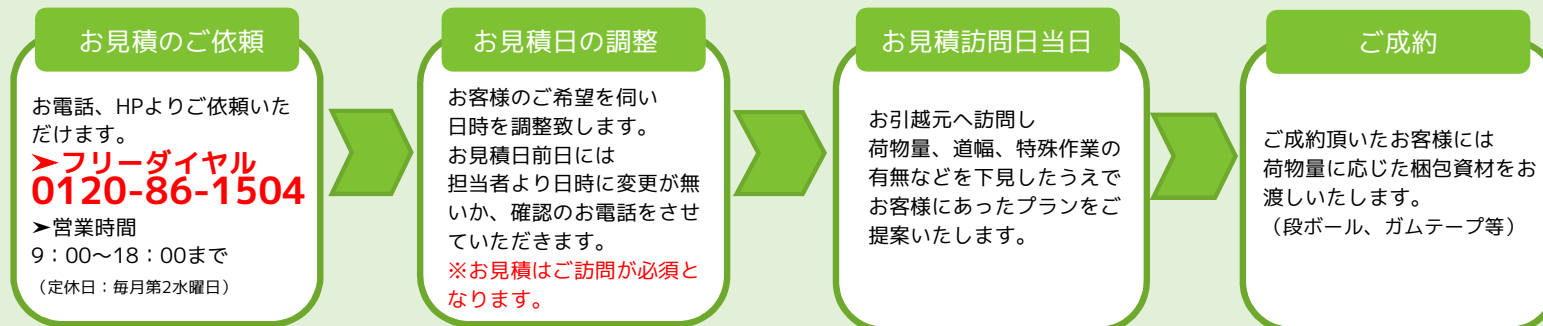 お見積のご依頼
お電話、HPよりご依頼いた
だけます。
➤フリーダイヤル
0120-86-1504
➤営業時間
9：00～18：00まで
（定休日：毎月第2水曜日）
お見積日の調整
お客様のご希望を伺い
日時を調整致します。
お見積日前日には
担当者より日時に変更が無
いか、確認のお電話をさせ
ていただきます。
※お見積はご訪問が必須と
なります。
お見積訪問日当日
お引越元へ訪問し
荷物量、道幅、特殊作業の
有無などを下見したうえで
お客様にあったプランをご
提案いたします。
ご成約
ご成約頂いたお客様には
荷物量に応じた梱包資材をお
渡しいたします。
（段ボール、ガムテープ等）